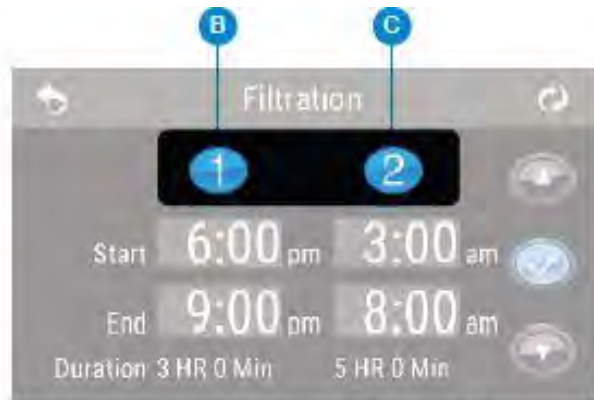 B C
Filtration
1 2
Start 6:00 pm 3:00 am
End 9:00 pm 8:00 am
Duration 3 HR 0 Min 5 HR 0 Min